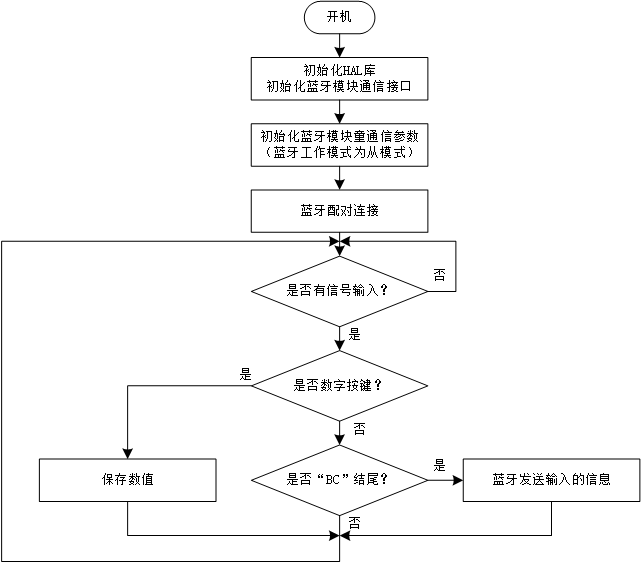 开机
初始化HAL库
初始化蓝牙模块通信接口
初始化蓝牙模块童通信参数
（蓝牙工作模式为从模式）
蓝牙配对连接
是否有信号输入？
否
是
是否数字按键？
是
否
保存数值
是否“BC”结尾？
是
蓝牙发送输入的信息
否